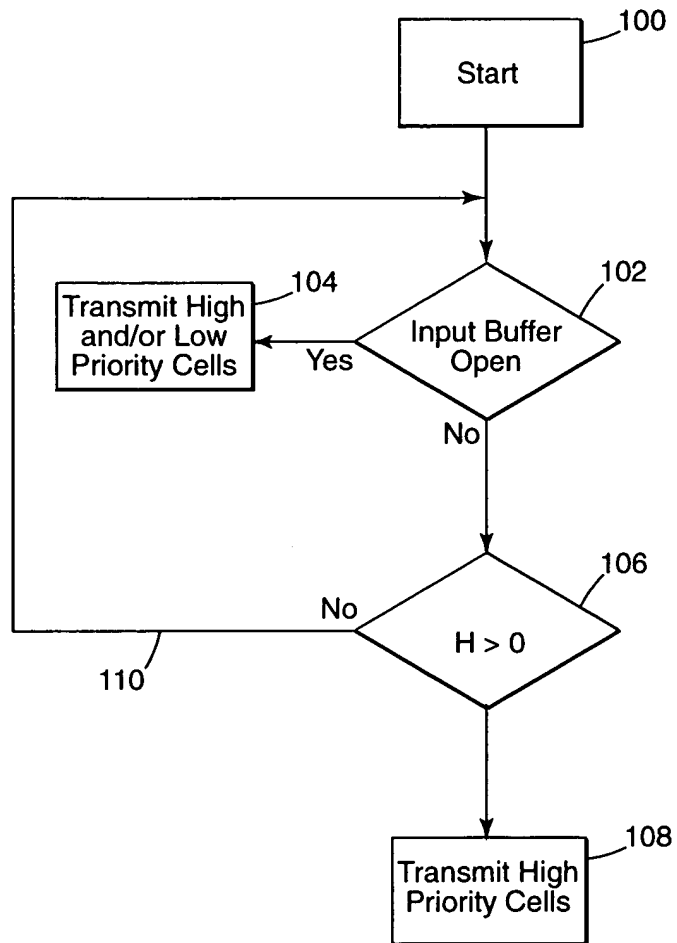 100
Start
104
Transmit High
and/or Low
Priority Cells
Yes
102
Input Buffer
Open
No
106
No
H > 0
110
108
Transmit High
Priority Cells